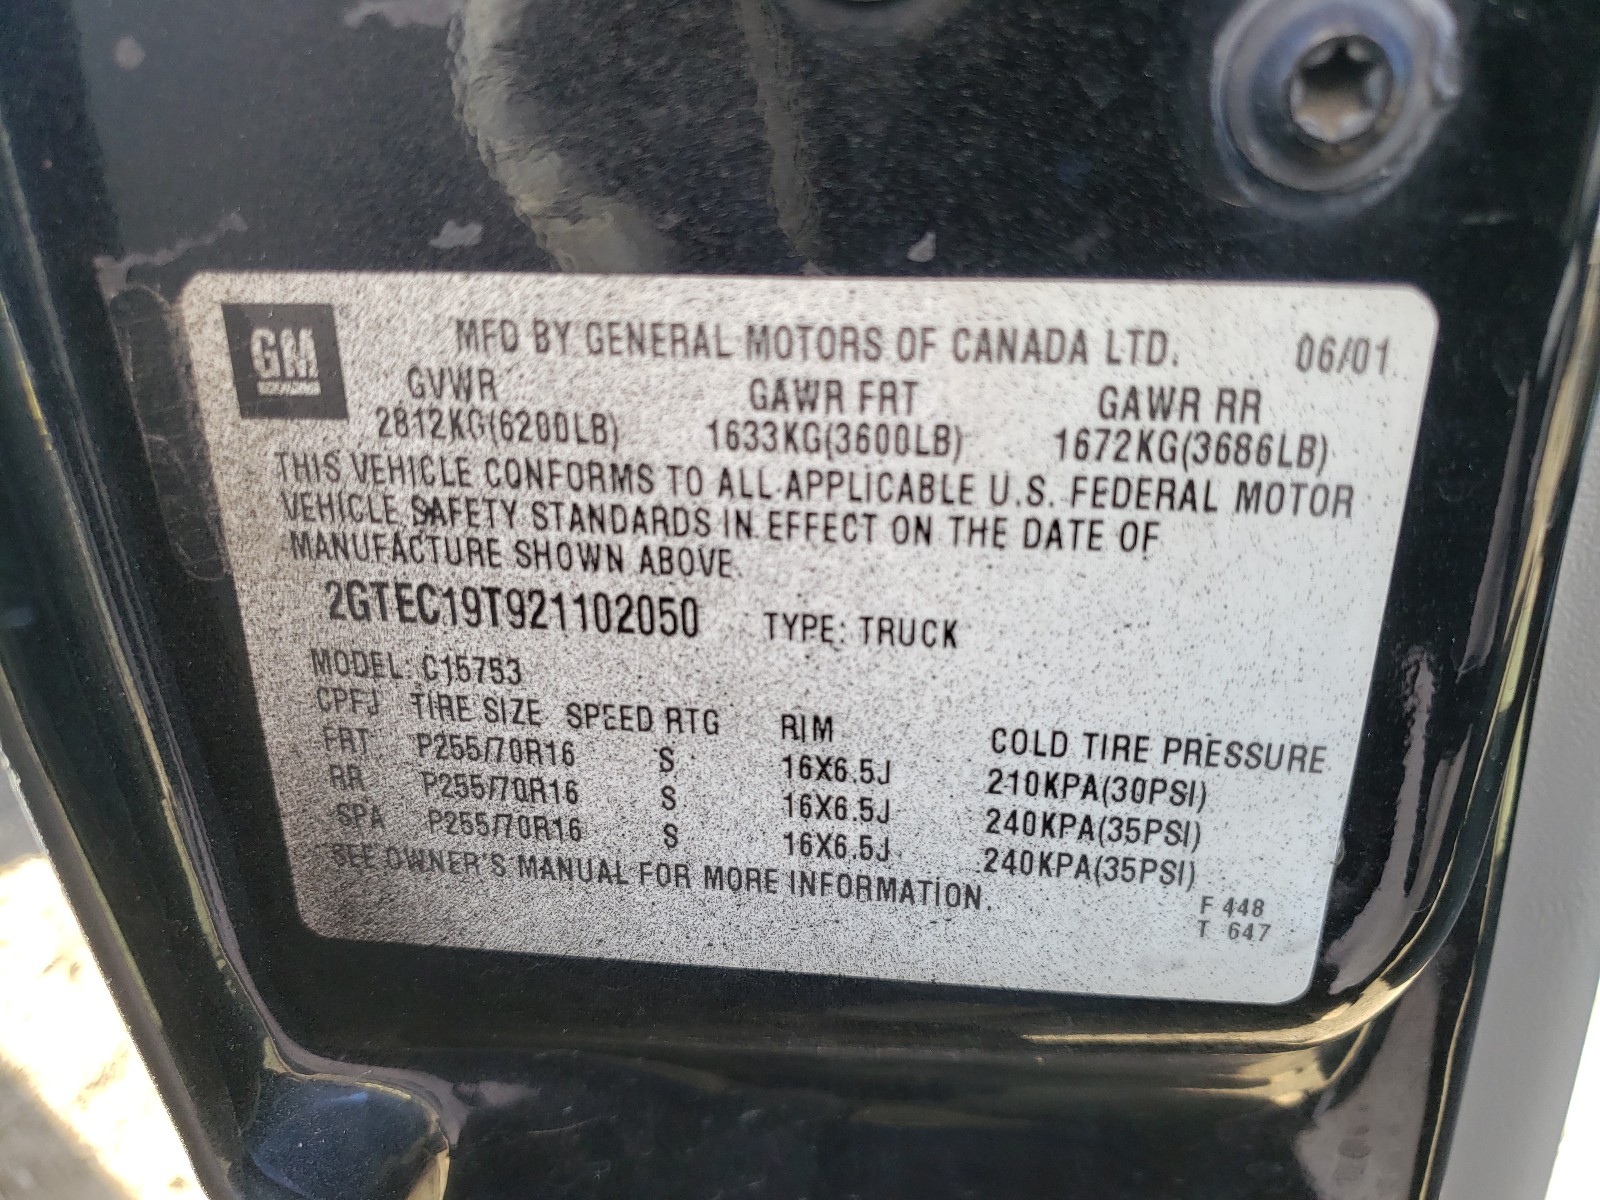 GM
MFD BY GENERAL MOTORS OF CANADA LTD. 06/01
GVWR GAWR FRT GAWR RR
2812KG(6200LB) 1633KG(3600LB) 1672KG(3686LB)
THIS VEHICLE CONFORMS TO ALL APPLICABLE U.S. FEDERAL MOTOR
VEHICLE SAFETY STANDARDS IN EFFECT ON THE DATE OF
MANUFACTURE SHOWN ABOVE.
2GTEC19T921102050 TYPE: TRUCK
MODEL: C15753
CPFJ TIRE SIZE SPEED RTG RIM COLD TIRE PRESSURE
FRT P255/70R16 S 16X6.5J 210KPA(30PSI)
RR P255/70R16 S 16X6.5J 240KPA(35PSI)
SPA P255/70R16 S 16X6.5J 240KPA(35PSI)
SEE OWNER'S MANUAL FOR MORE INFORMATION.
F 448
T 647